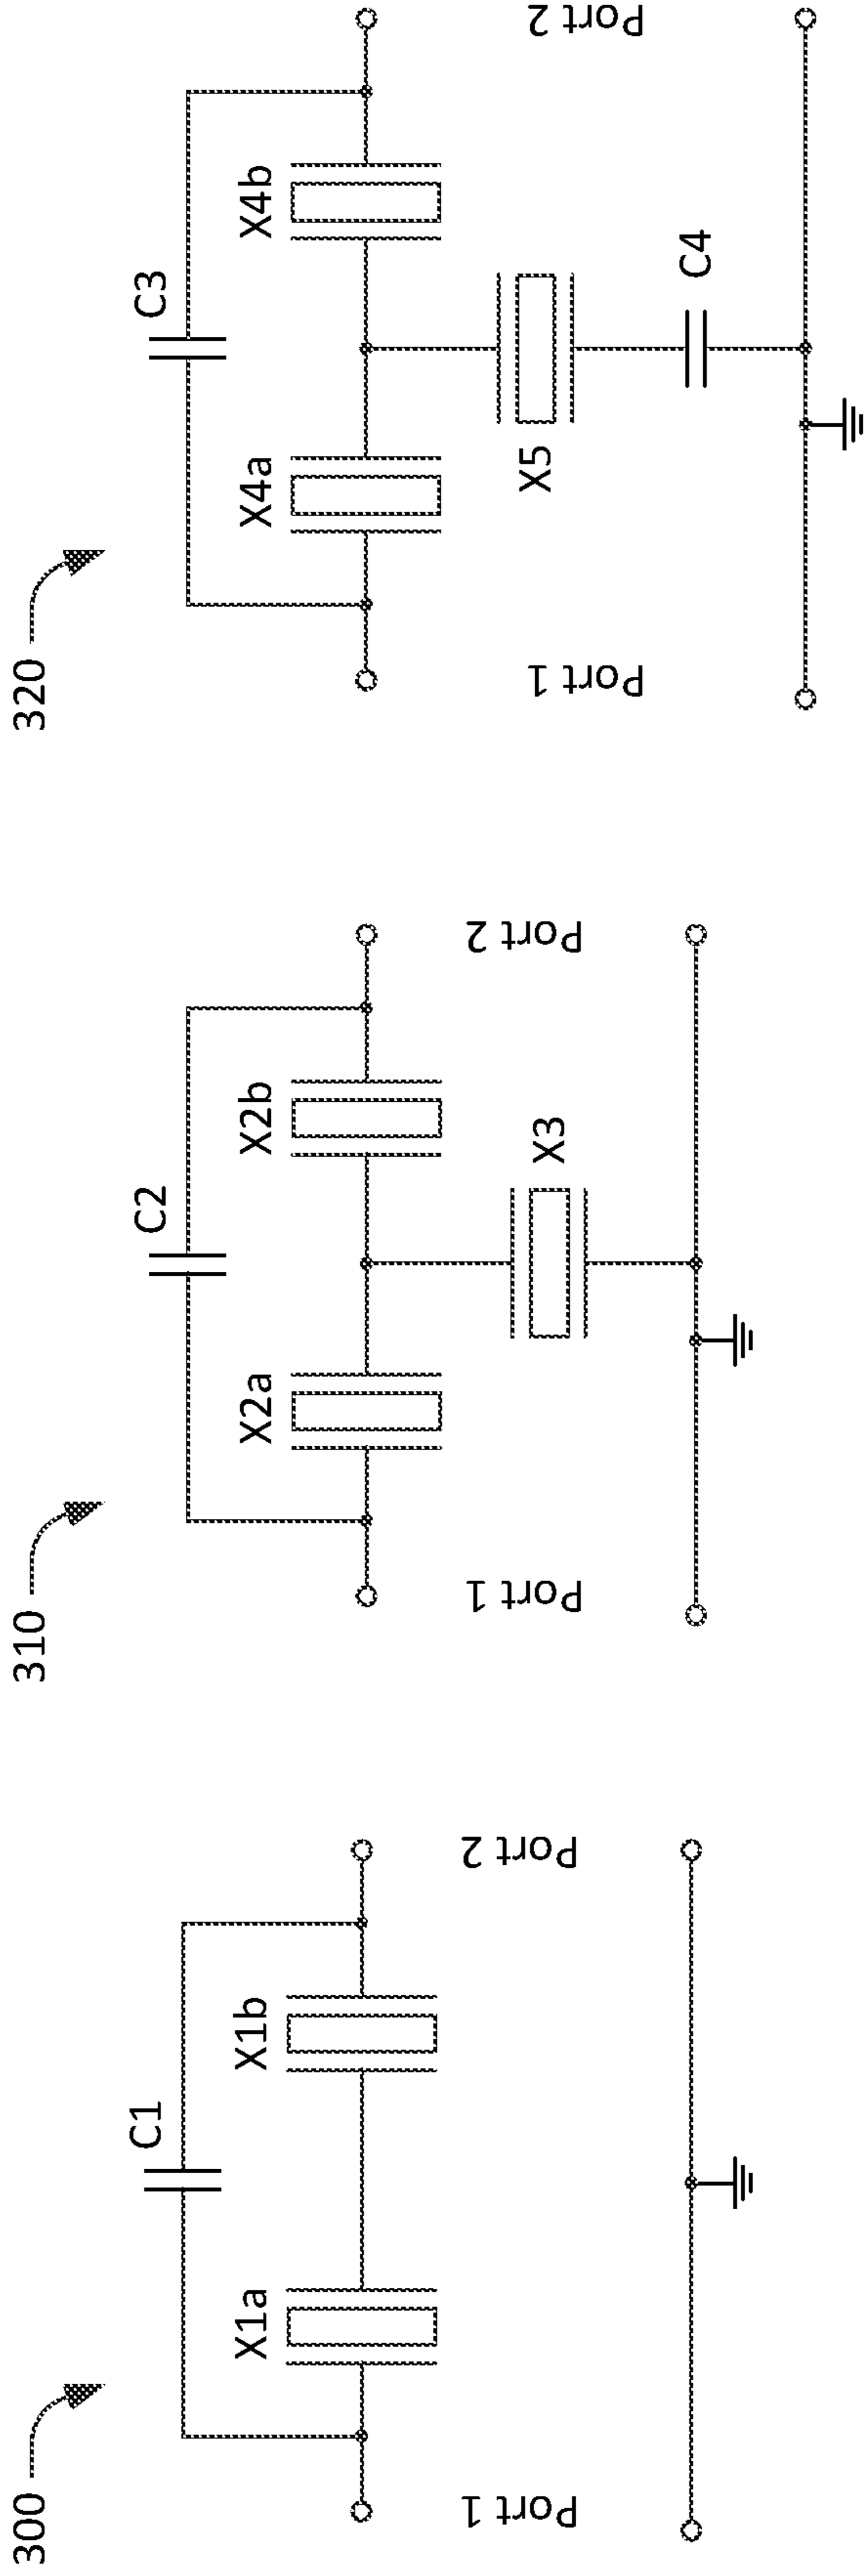 300
C1
X1a
X1b
Port 1
Port 2
310
C2
X2a
X2b
X3
Port 1
Port 2
320
C3
X4a
X4b
X5
C4
Port 1
Port 2